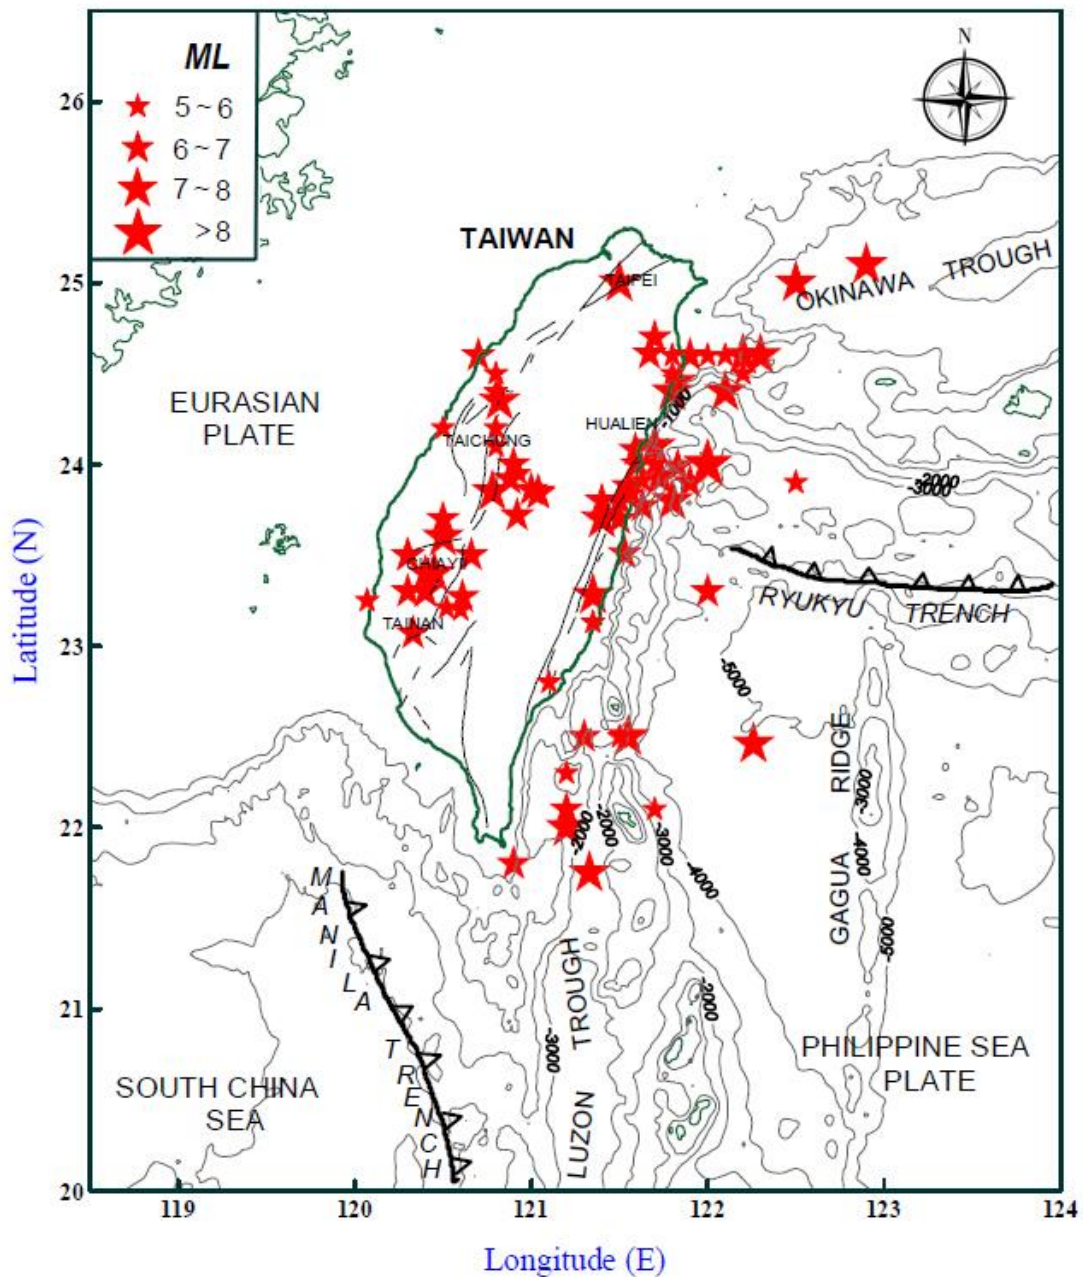 ML
5~6
6~7
7~8
>8
N
26
TAIWAN
25
TAIPEI
OKINAWA
TROUGH
EURASIAN
PLATE
-1000
HUALIEN
TAICHUNG
24
-2000
-3000
CHIAYI
RYUKYU
TRENCH
TAINAN
23
-5000
RIDGE
GAGUA
-3000
-4000
-5000
22
-2000
-2000
-3000
-4000
MANILA
TRENCH
21
TROUGH
LUZON
-3000
-2000
PHILIPPINE SEA
PLATE
SOUTH CHINA
SEA
20
119
120
121
122
123
124
Latitude (N)
Longitude (E)